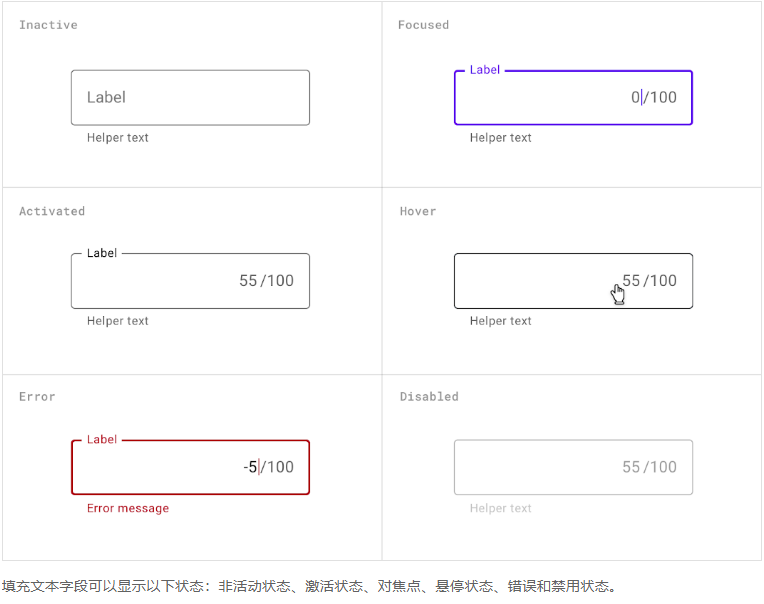 Inactive
Focused
Label
Label
0/100
Helper text
Helper text
Activated
Hover
Label
55 /100
55 /100
Helper text
Helper text
Error
Disabled
Label
-5/100
55 /100
Error message
Helper text
填充文本字段可以显示以下状态：非活动状态、激活状态、对焦点、悬停状态、错误和禁用状态。